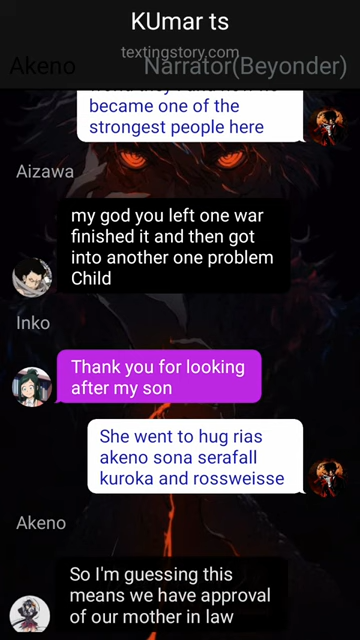 KUmar ts
textingstory.com
Akeno
Narrator(Beyonder)
became one of the
strongest people here
Aizawa
my god you left one war
finished it and then got
into another one problem
Child
Inko
Thank you for looking
after my son
She went to hug rias
akeno sona serafall
kuroka and rossweisse
Akeno
So I'm guessing this
means we have approval
of our mother in law